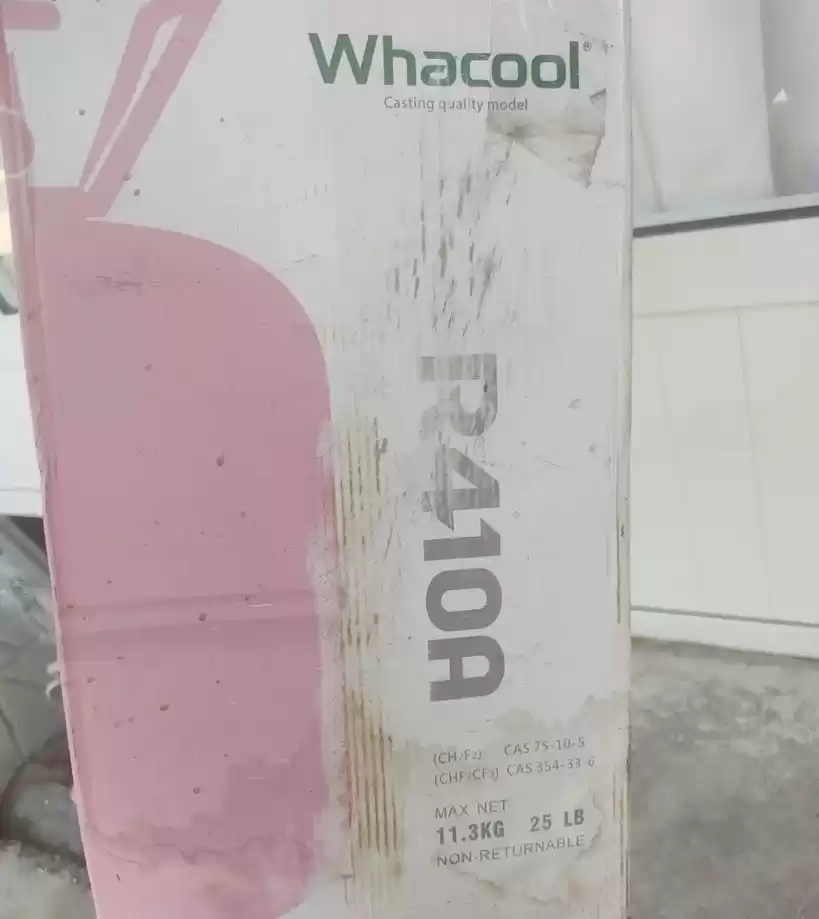 Whacool®
Casting quality model
R410A
(CH₂F₂) CAS 75-10-5
(CHF₂CF₃) CAS 354-33-6
MAX NET
11.3KG 25 LB
NON-RETURNABLE